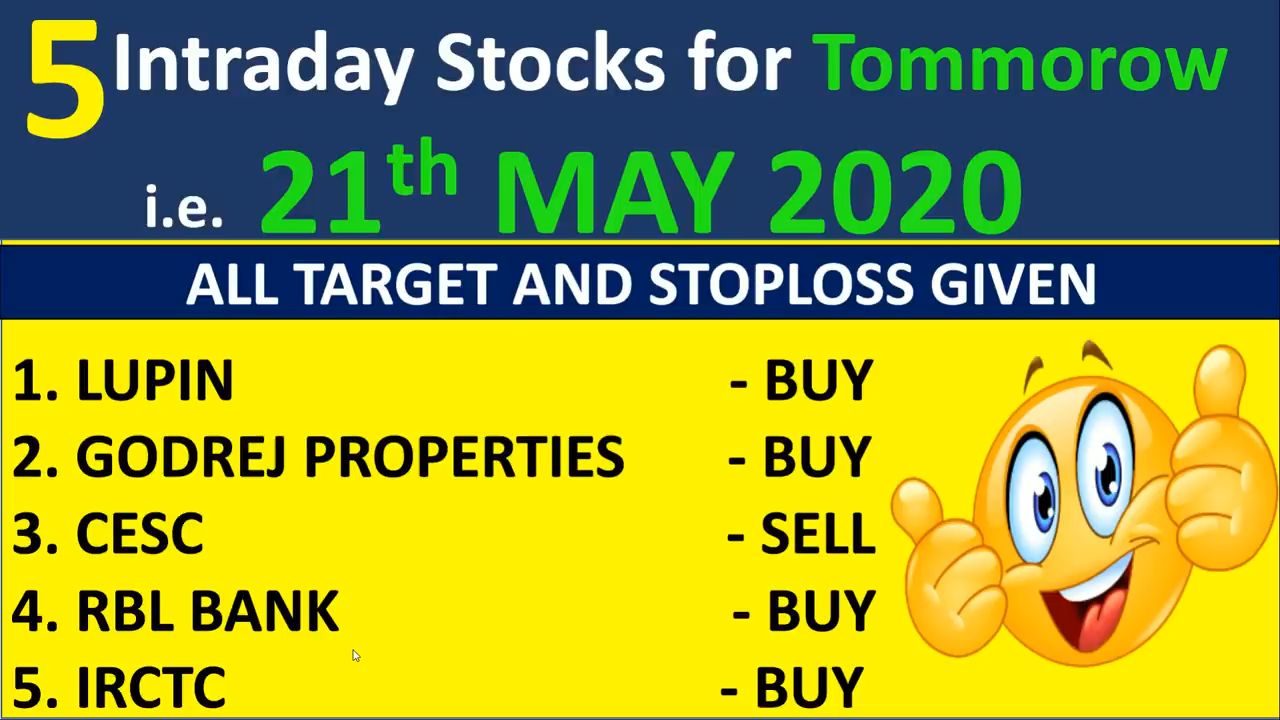 5 Intraday Stocks for Tommorow
i.e. 21th MAY 2020
ALL TARGET AND STOPLOSS GIVEN
1. LUPIN - BUY
2. GODREJ PROPERTIES - BUY
3. CESC - SELL
4. RBL BANK - BUY
5. IRCTC - BUY